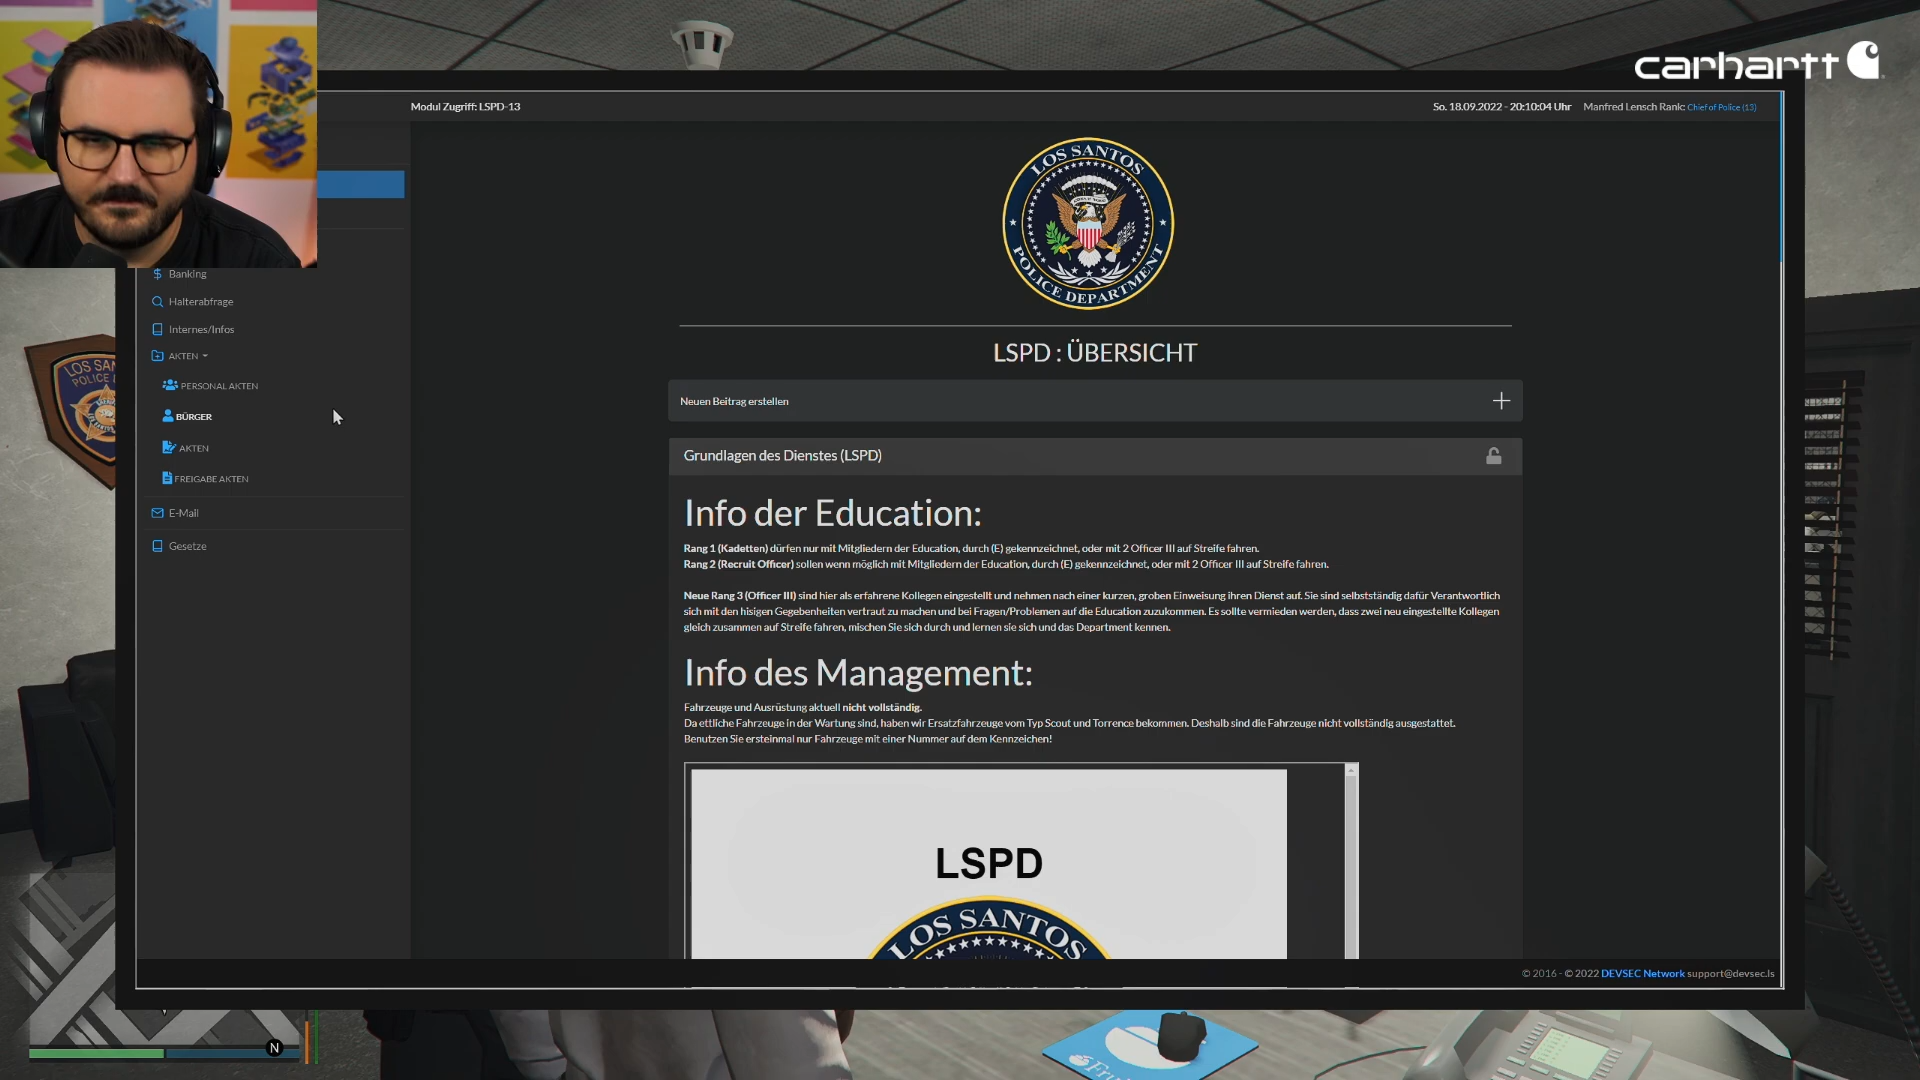 carhartt
Modul Zugriff: LSPD-13
So. 18.09.2022 - 20:10:04 Uhr
Manfred Lensch Rank: Chief of Police (13)
LOS SANTOS
POLICE DEPARTMENT
Banking
Halterabfrage
Internes/Infos
AKTEN
PERSONAL AKTEN
BÜRGER
AKTEN
FREIGABE AKTEN
E-Mail
Gesetze
LSPD : ÜBERSICHT
Neuen Beitrag erstellen
Grundlagen des Dienstes (LSPD)
Info der Education:
Rang 1 (Kadetten) dürfen nur mit Mitgliedern der Education, durch (E) gekennzeichnet, oder mit 2 Officer III auf Streife fahren.
Rang 2 (Recruit Officer) sollen wenn möglich mit Mitgliedern der Education, durch (E) gekennzeichnet, oder mit 2 Officer III auf Streife fahren.
Neue Rang 3 (Officer III) sind hier als erfahrene Kollegen eingestellt und nehmen nach einer kurzen, groben Einweisung ihren Dienst auf. Sie sind selbstständig dafür Verantwortlich
sich mit den hisigen Gegebenheiten vertraut zu machen und bei Fragen/Problemen auf die Education zuzukommen. Es sollte vermieden werden, dass zwei neu eingestellte Kollegen
gleich zusammen auf Streife fahren, mischen Sie sich durch und lernen sie sich und das Department kennen.
Info des Management:
Fahrzeuge und Ausrüstung aktuell nicht vollständig.
Da ettliche Fahrzeuge in der Wartung sind, haben wir Ersatzfahrzeuge vom Typ Scout und Torrence bekommen. Deshalb sind die Fahrzeuge nicht vollständig ausgestattet.
Benutzen Sie ersteinmal nur Fahrzeuge mit einer Nummer auf dem Kennzeichen!
LSPD
LOS SANTOS
© 2016 - © 2022 DEVSEC Network support@devsec.ls
LOS SAN
POLICE
N